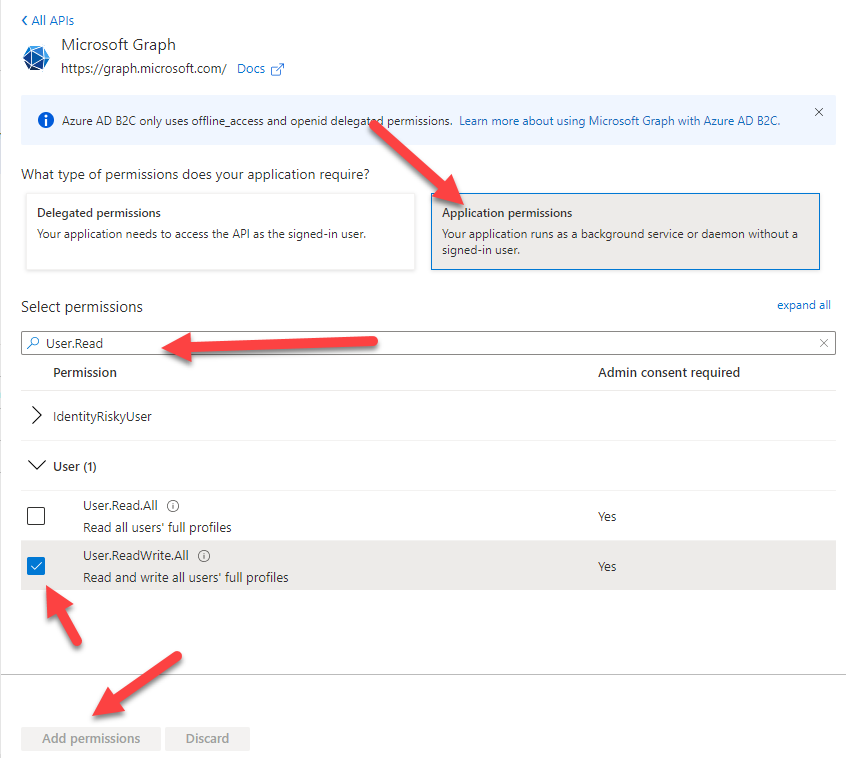 All APIs
Microsoft Graph
https://graph.microsoft.com/ Docs
Azure AD B2C only uses offline_access and openid delegated permissions. Learn more about using Microsoft Graph with Azure AD B2C.
What type of permissions does your application require?
Delegated permissions
Your application needs to access the API as the signed-in user.
Application permissions
Your application runs as a background service or daemon without a
signed-in user.
Select permissions
expand all
User.Read
Permission
Admin consent required
IdentityRiskyUser
User (1)
User.Read.All
Read all users' full profiles
Yes
User.ReadWrite.All
Read and write all users' full profiles
Yes
Add permissions
Discard